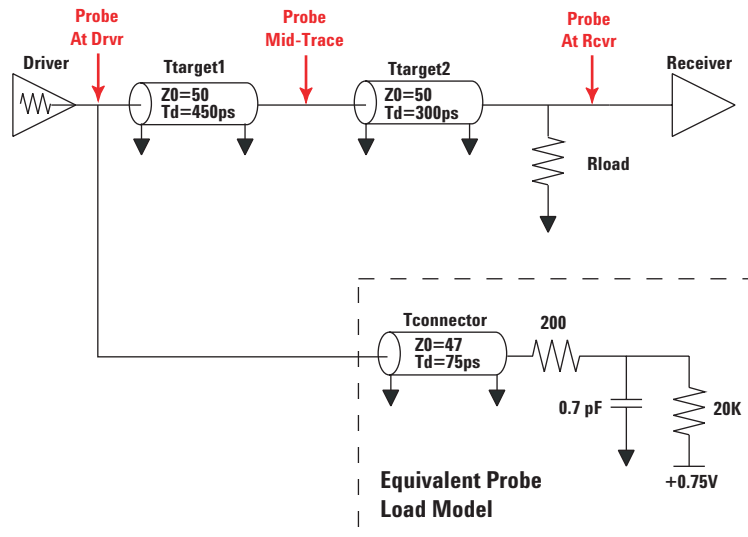 Probe
At Drvr
Probe
Mid-Trace
Probe
At Rcvr
Driver
Ttarget1
Ttarget2
Receiver
Z0=50
Td=450ps
Z0=50
Td=300ps
Rload
Tconnector
Z0=47
Td=75ps
200
0.7 pF
20K
+0.75V
Equivalent Probe
Load Model